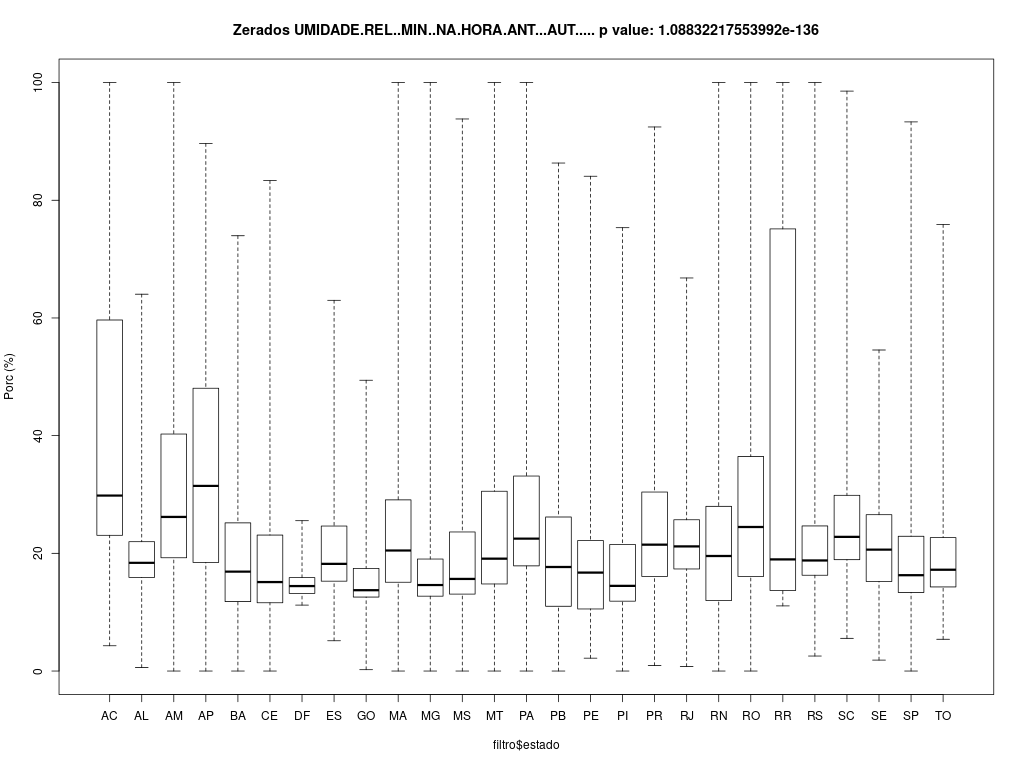 Zerados UMIDADE.REL..MIN..NA.HORA.ANT...AUT..... p value: 1.08832217553992e-136
Porc (%)
100
80
60
40
20
0
AC AL AM AP BA CE DF ES GO MA MG MS MT PA PB PE PI PR RJ RN RO RR RS SC SE SP TO
filtro$estado